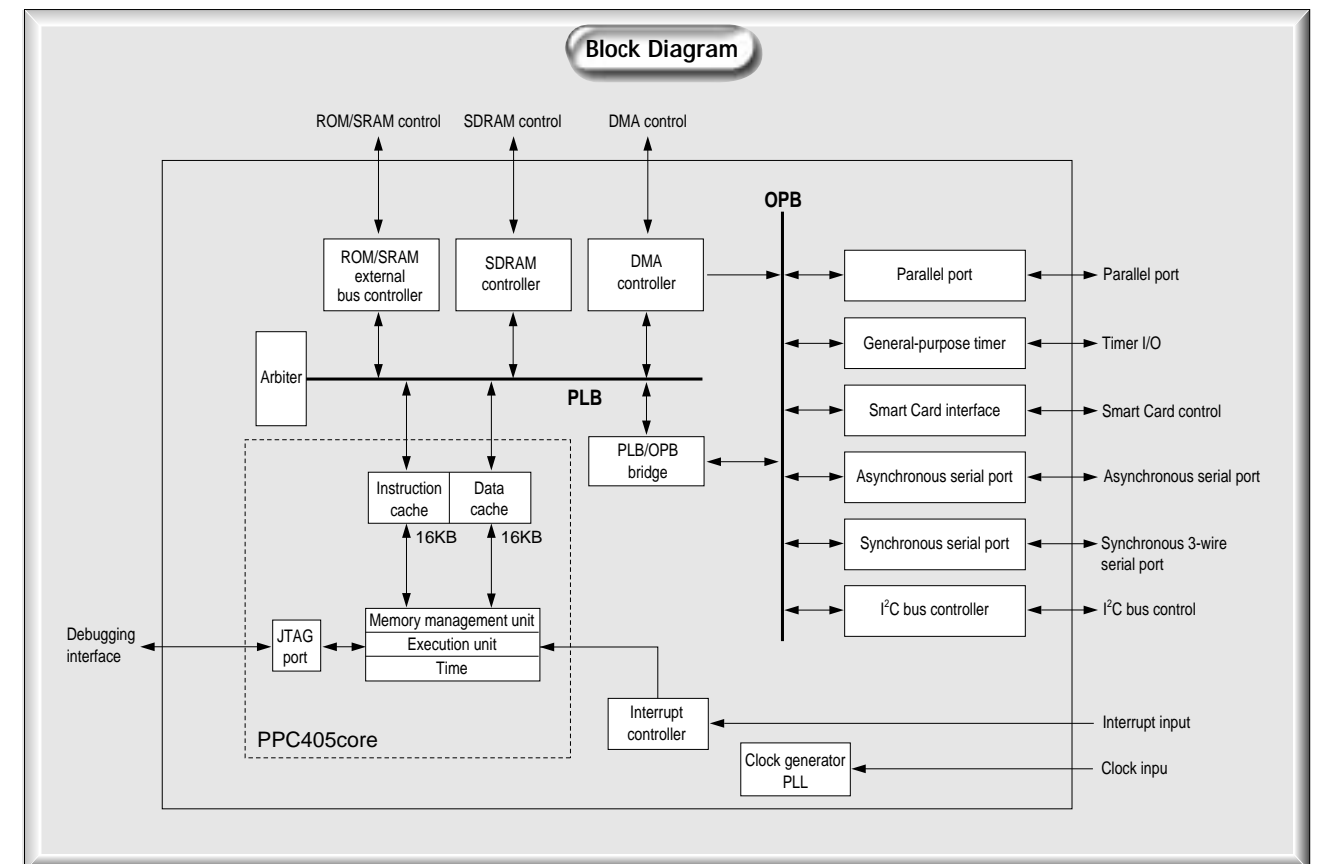 Block Diagram
ROM/SRAM control
SDRAM control
DMA control
OPB
ROM/SRAM
external
bus controller
SDRAM
controller
DMA
controller
Parallel port
Parallel port
General-purpose timer
Timer I/O
Arbiter
PLB
Smart Card interface
Smart Card control
PLB/OPB
bridge
Instruction
cache
Data
cache
Asynchronous serial port
Asynchronous serial port
16KB
16KB
Synchronous serial port
Synchronous 3-wire
serial port
I²C bus controller
I²C bus control
Debugging
interface
JTAG
port
Memory management unit
Execution unit
Time
PPC405core
Interrupt
controller
Interrupt input
Clock generator
PLL
Clock inpu